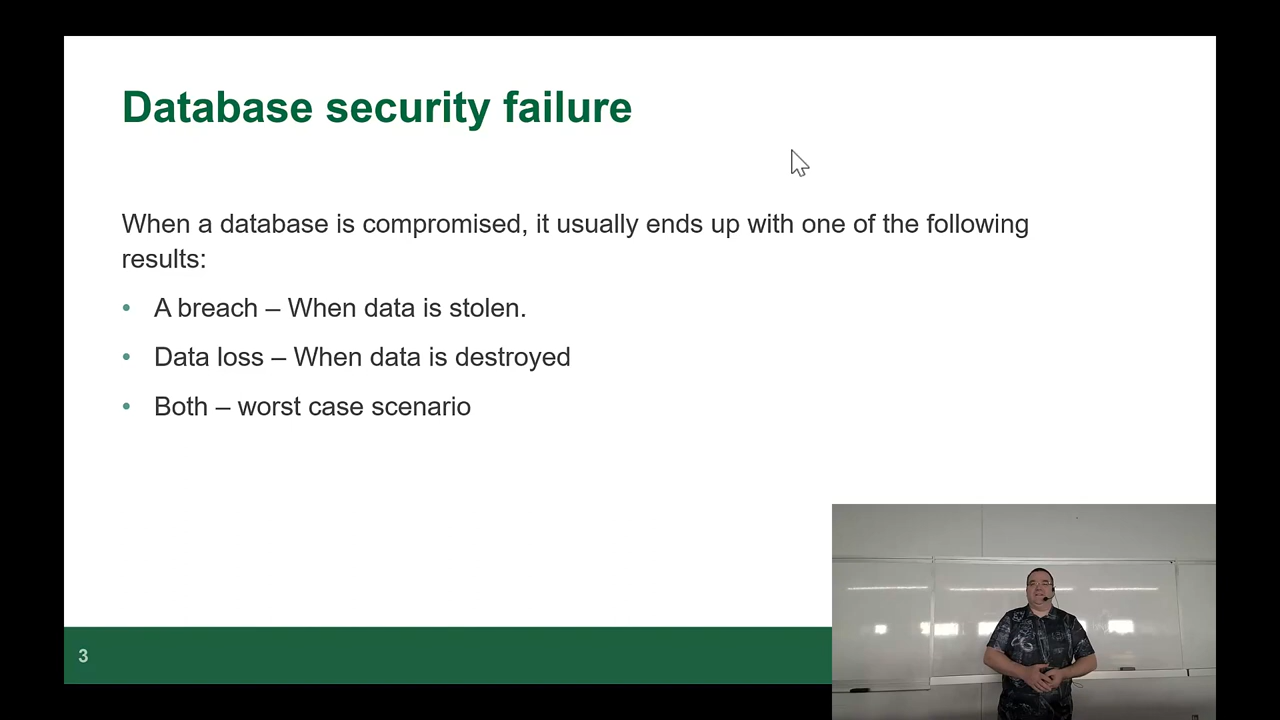 Database security failure
When a database is compromised, it usually ends up with one of the following
results:
• A breach – When data is stolen.
• Data loss – When data is destroyed
• Both – worst case scenario
3